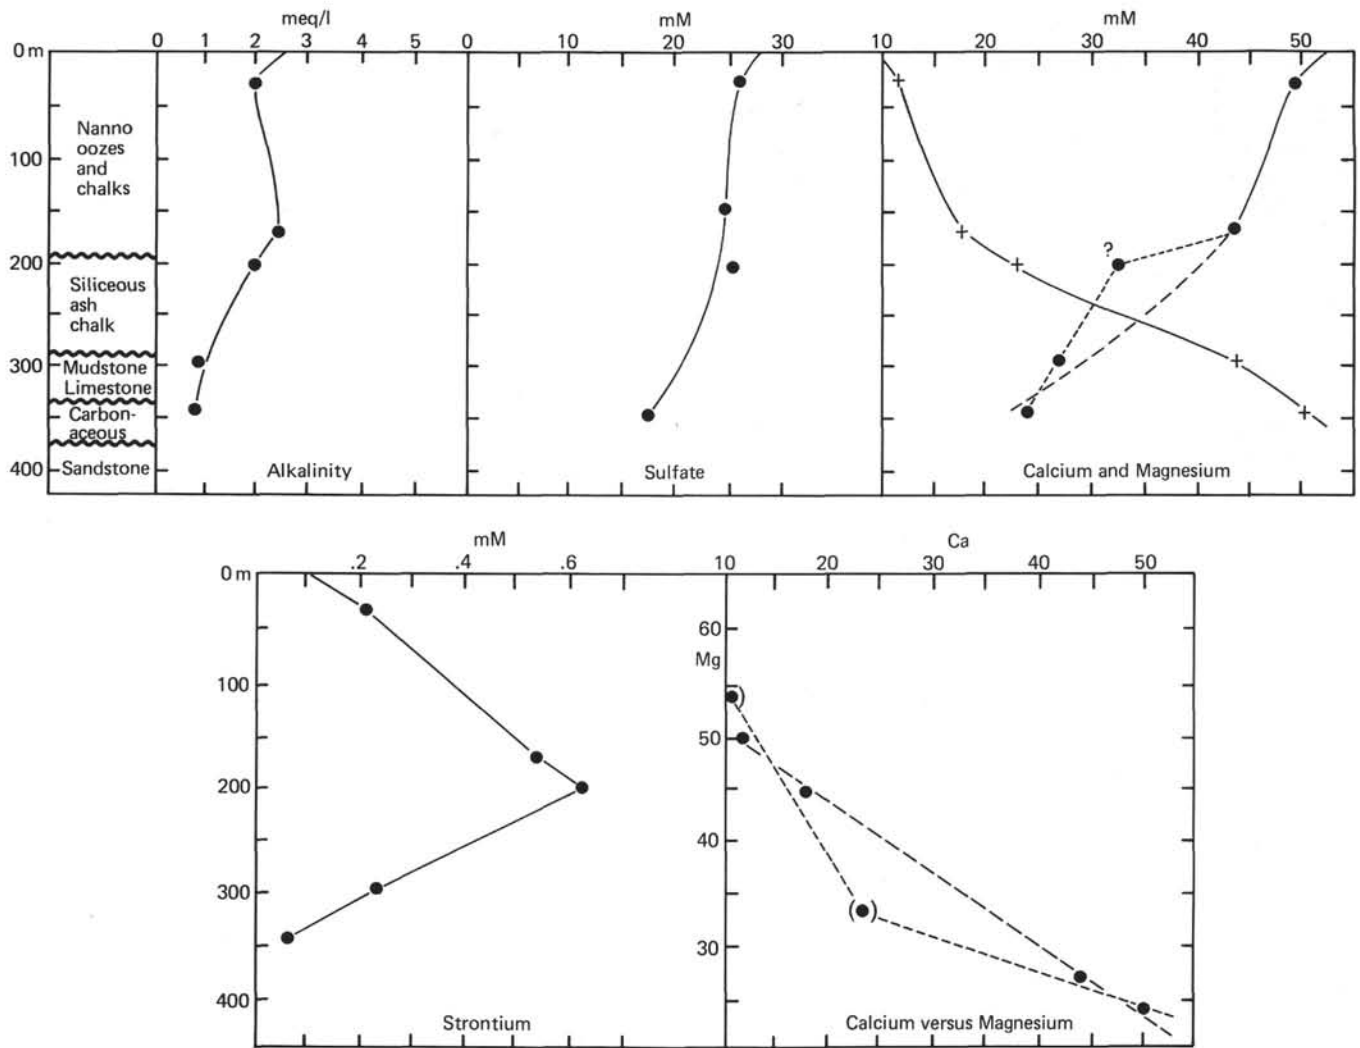 meq/l
mM
mM
0 1 2 3 4 5
0 10 20 30
10 20 30 40 50
0 m
100
200
300
400
Nanno
oozes
and
chalks
Siliceous
ash
chalk
Mudstone
Limestone
Carbon-
aceous
Sandstone
Alkalinity
Sulfate
?
Calcium and Magnesium
mM
.2 .4 .6
0 m
100
200
300
400
Strontium
Ca
10 20 30 40 50
60
Mg
50
40
30
( )
Calcium versus Magnesium